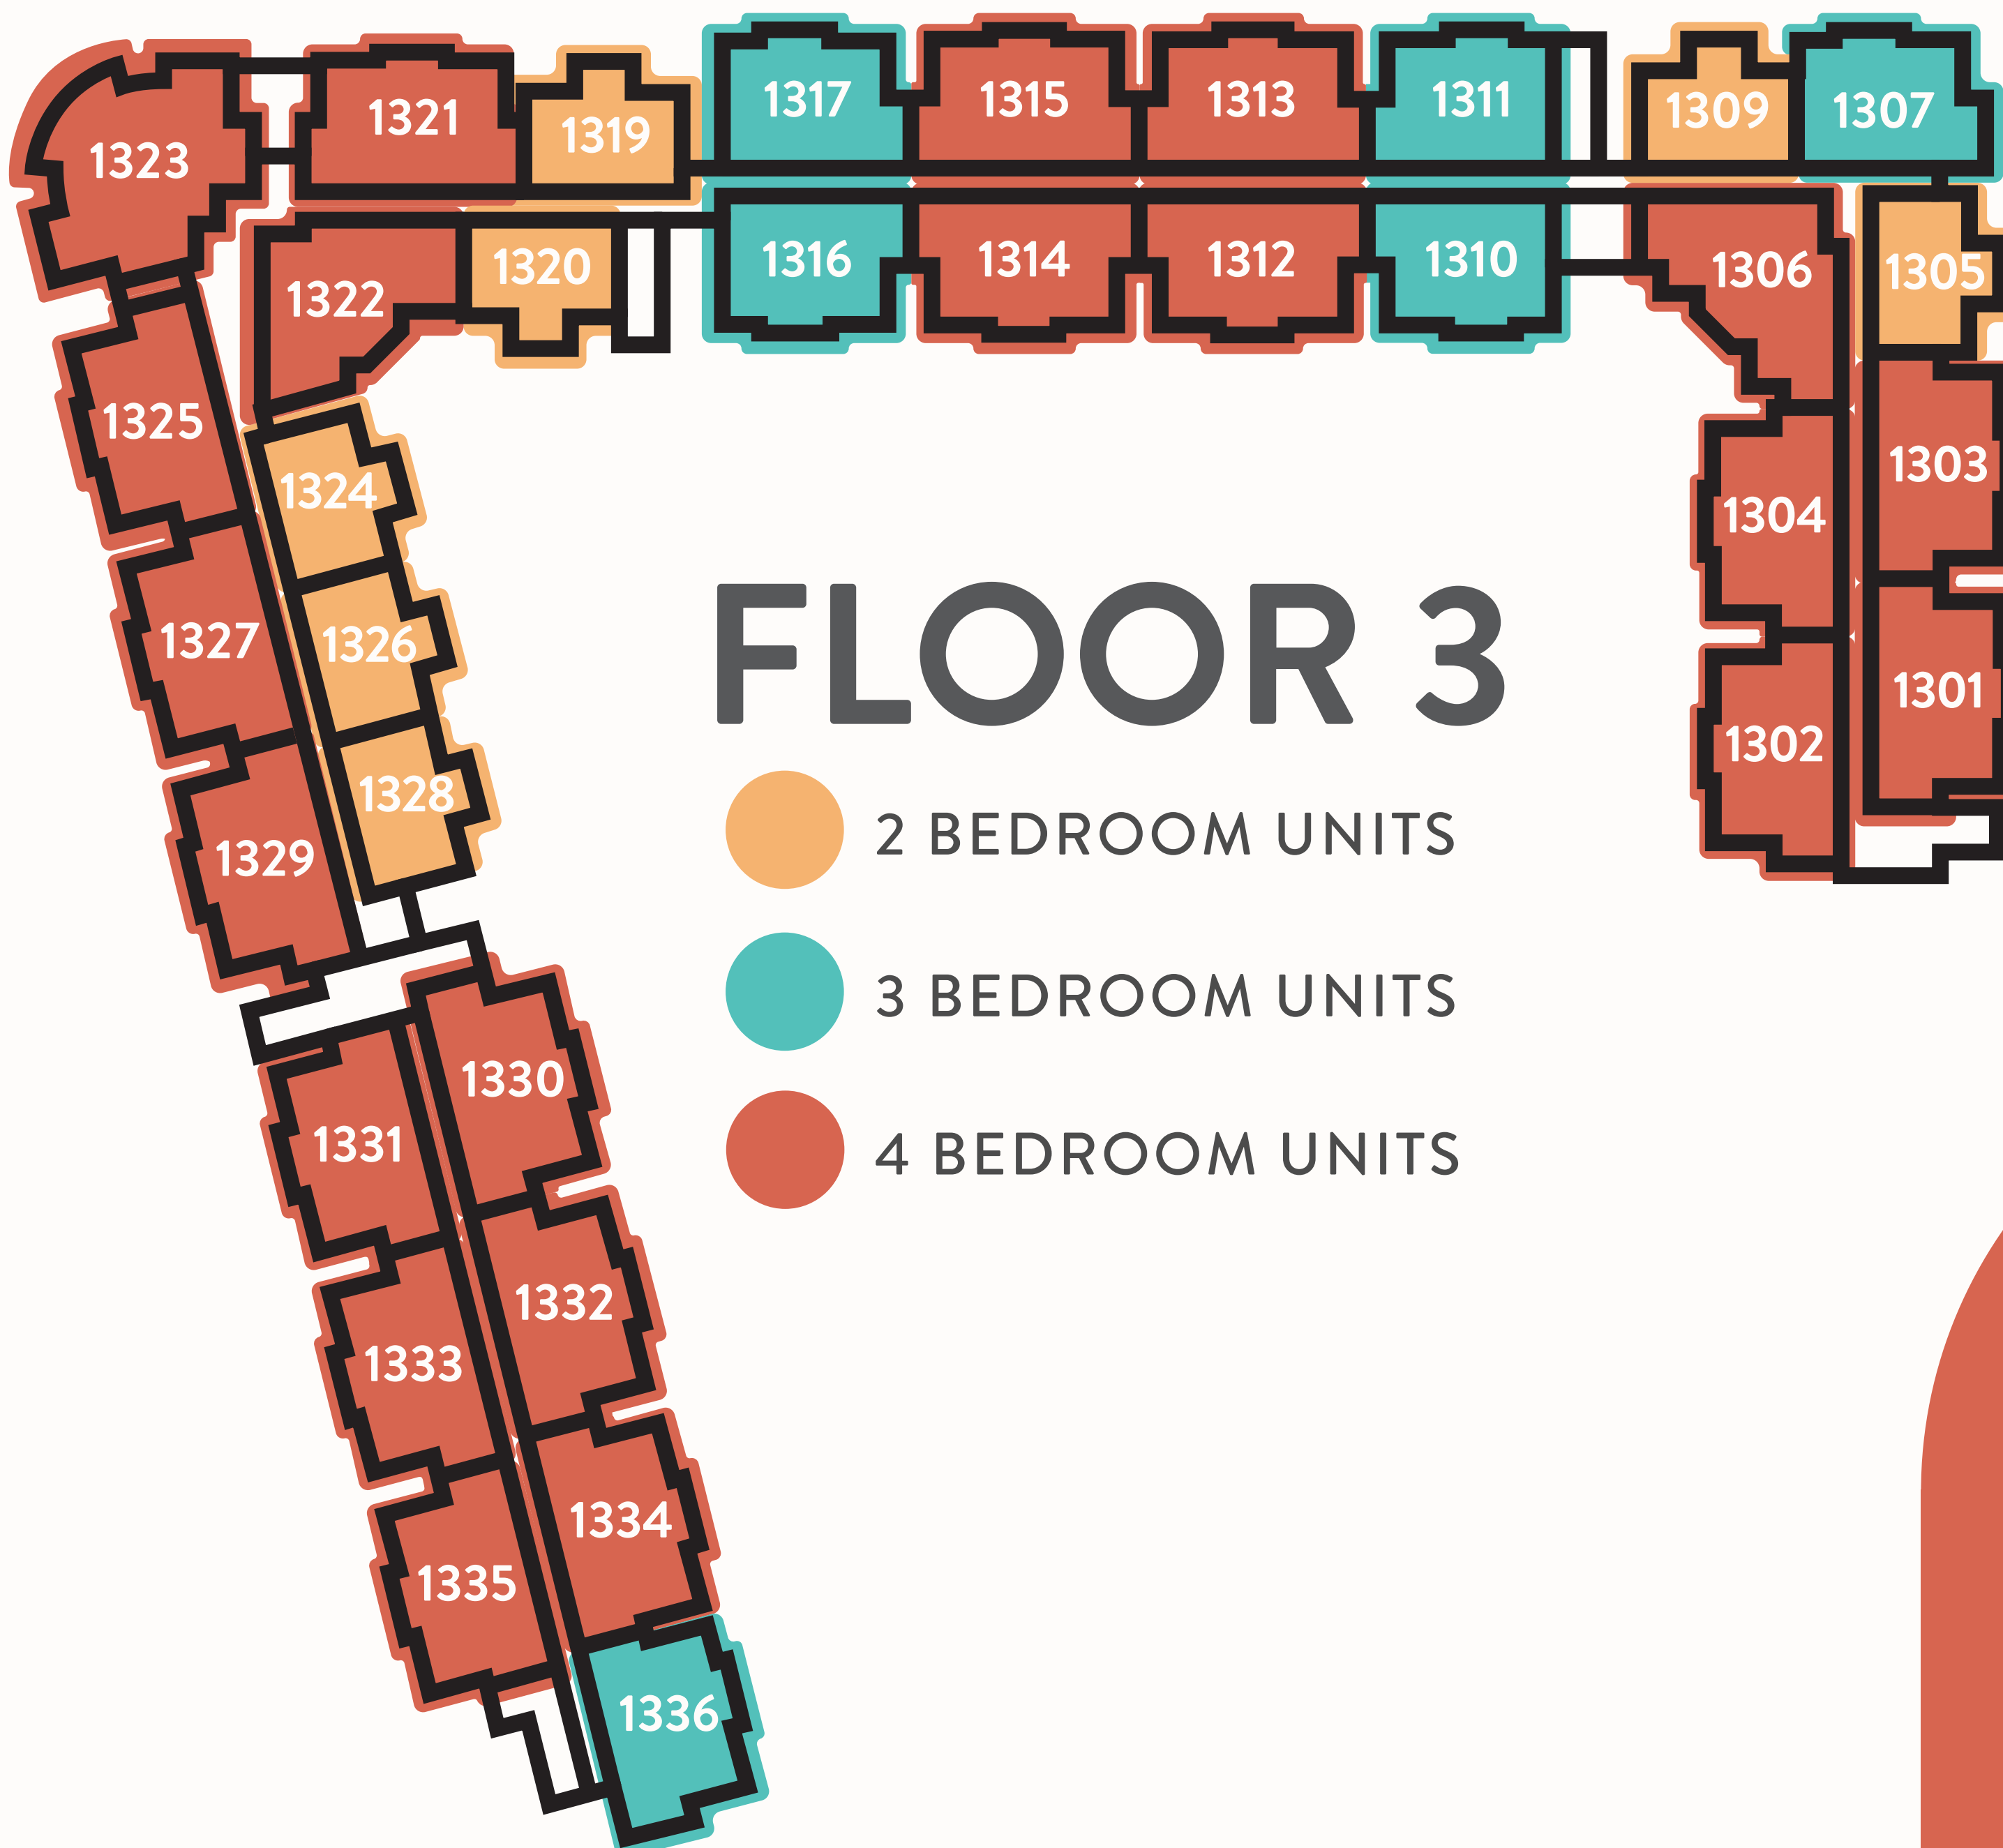 1317 1315 1313 1311 1309 1307
1323 1321 1319
1316 1314 1312 1310 1306 1305
1322 1320
1325 1324 1304 1303
1327 1326 1302 1301
1329 1328
FLOOR 3
2 BEDROOM UNITS
3 BEDROOM UNITS
4 BEDROOM UNITS
1331 1330
1333 1332
1335 1334
1336